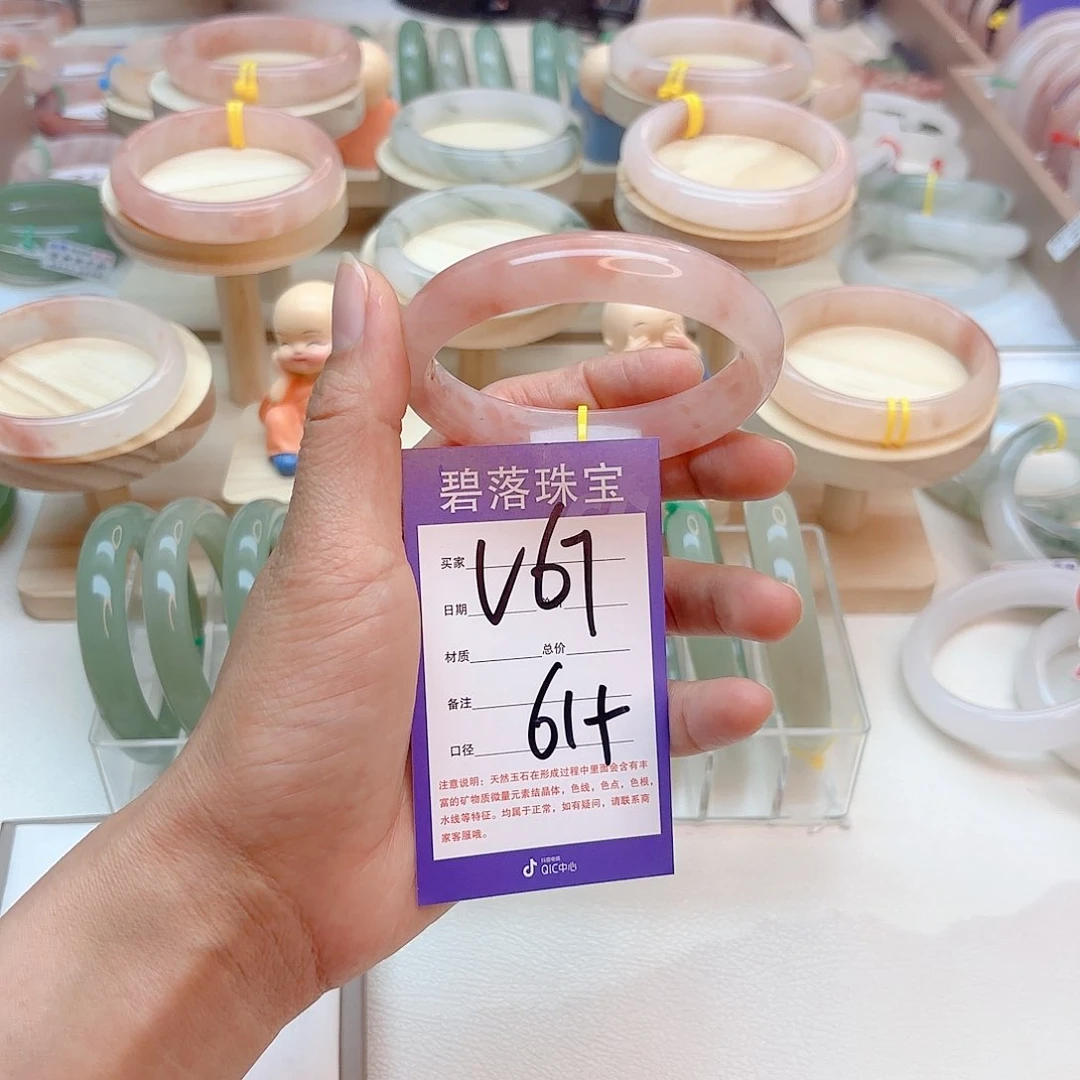 碧落珠宝
买家
V67
日期
材质 总价
备注
61+
口径
注意说明：天然玉石在形成过程中里面会含有丰
富的矿物质微量元素结晶体，色线，色点，色根，
水线等特征。均属于正常，如有疑问，请联系商
家客服哦。
抖音电商
QIC中心